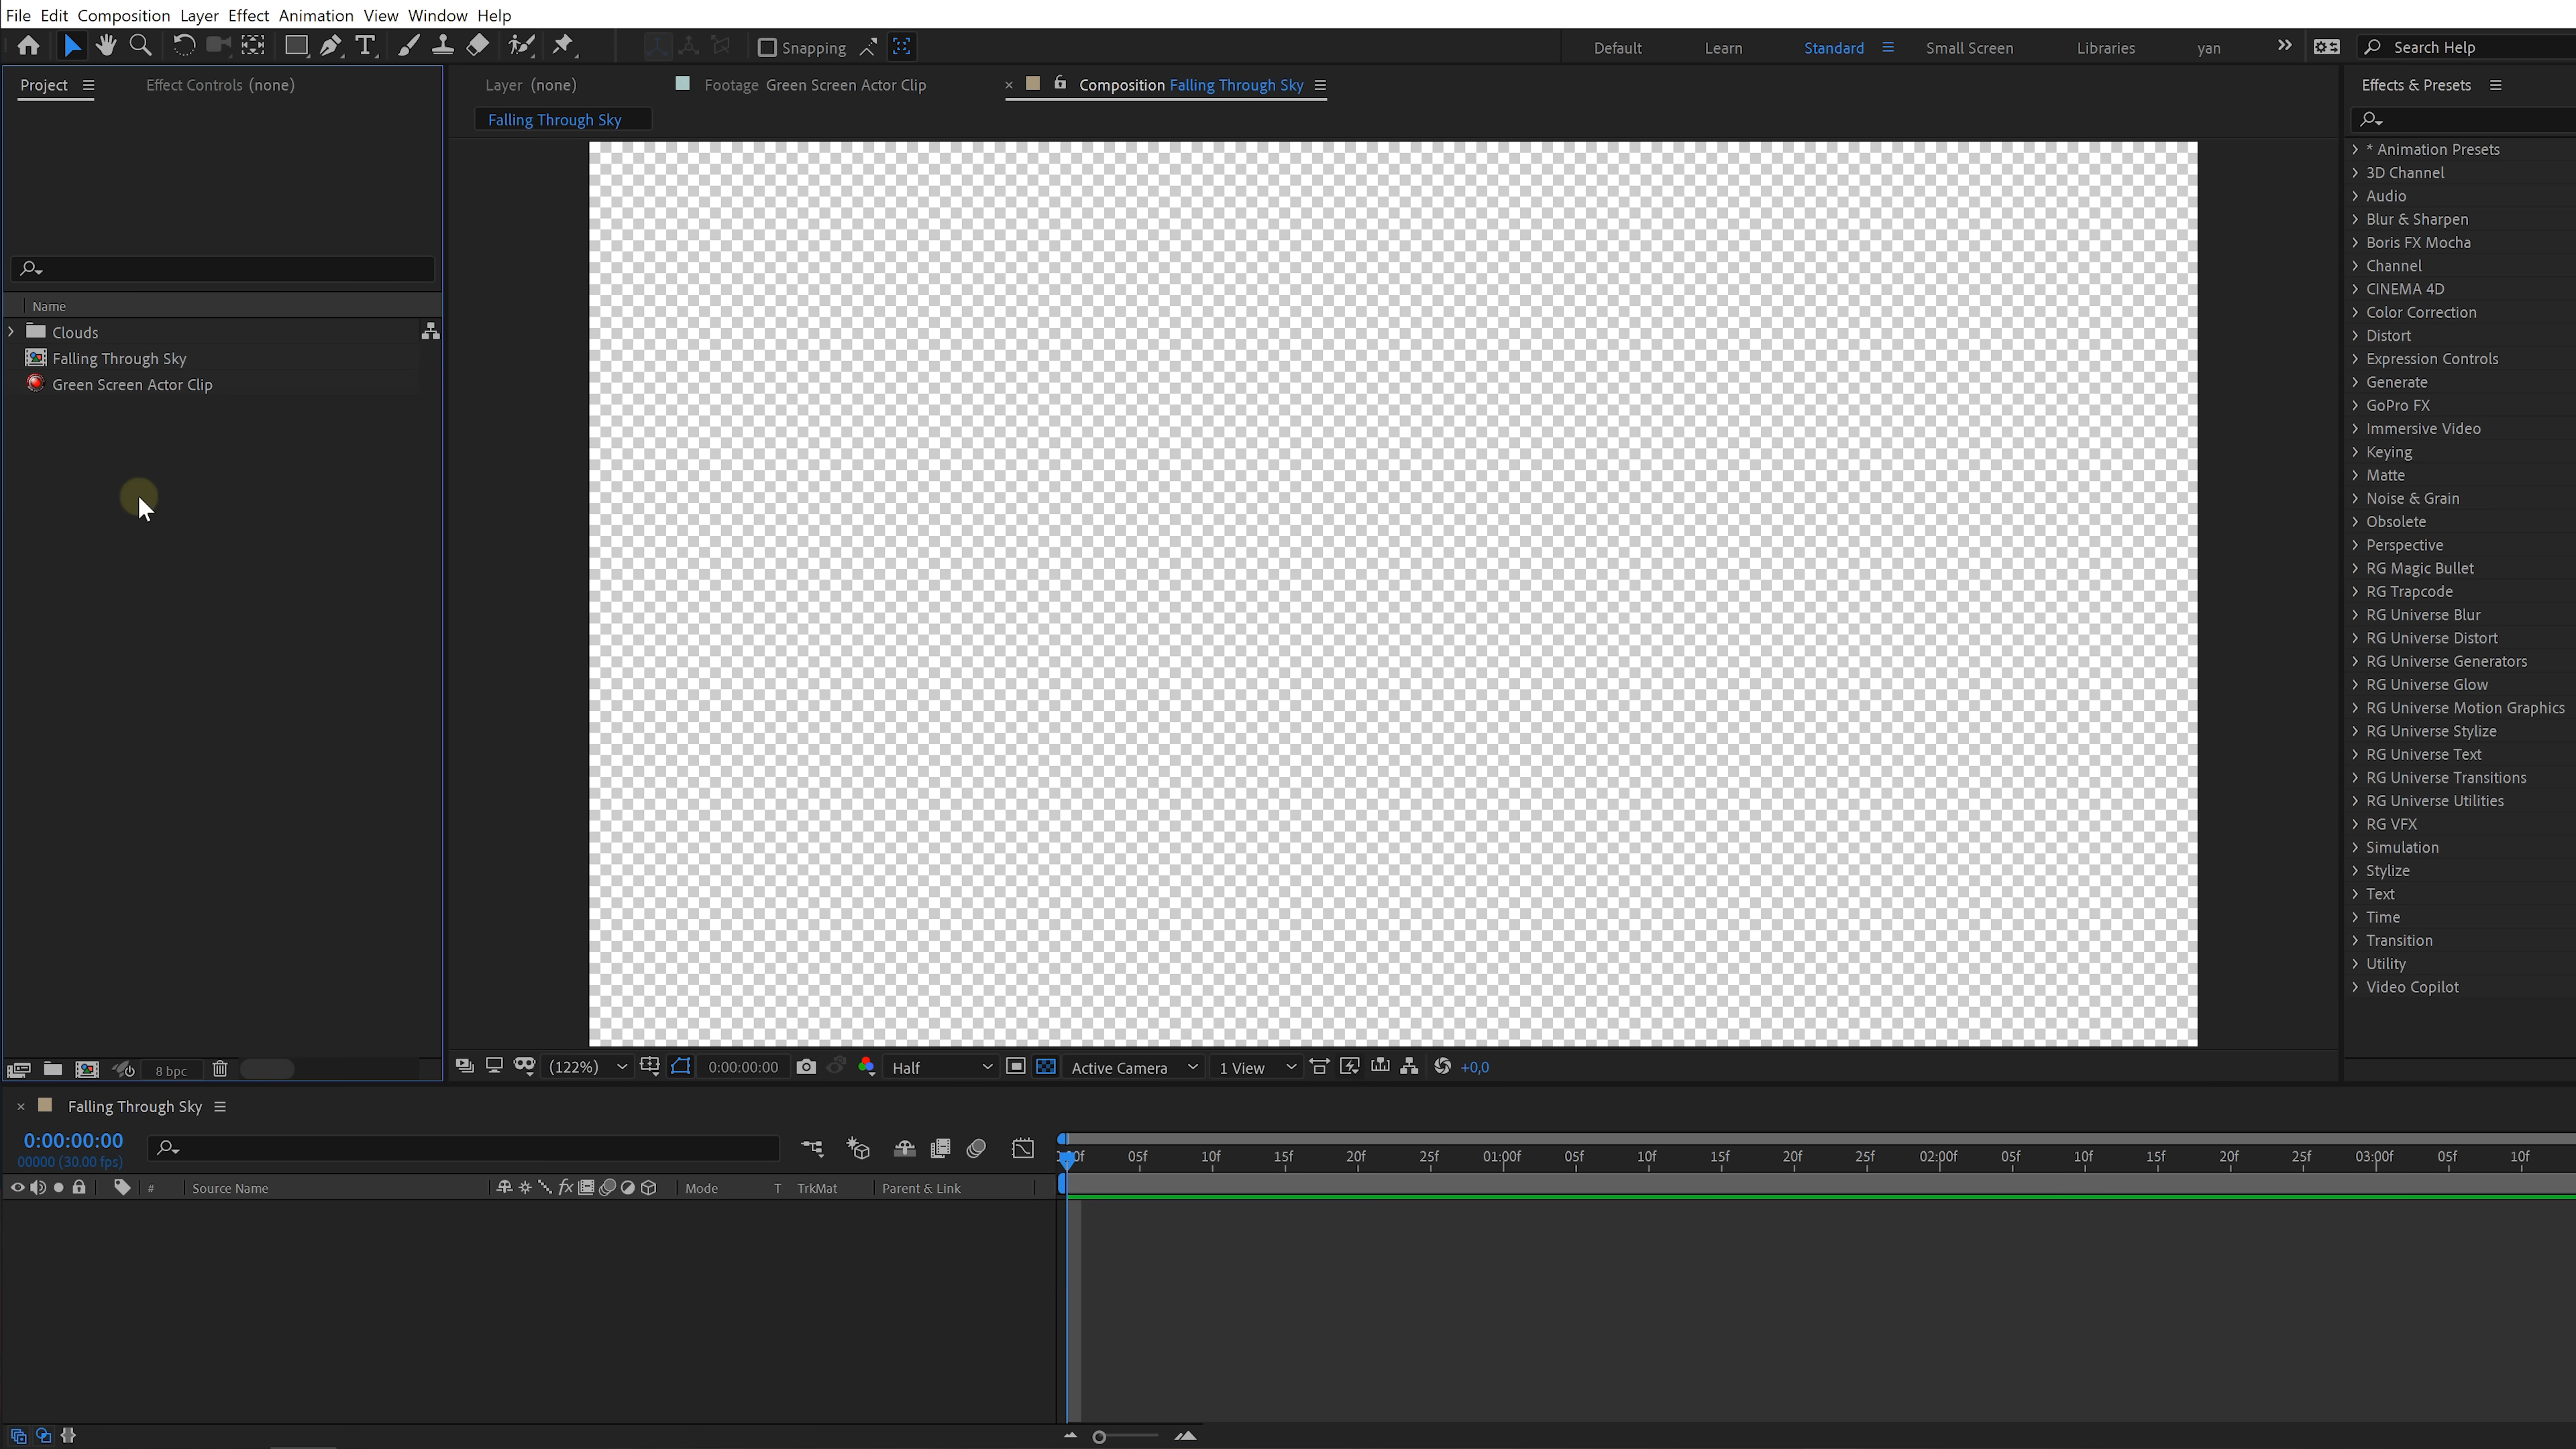 File Edit Composition Layer Effect Animation View Window Help
Snapping
Default Learn Standard Small Screen Libraries yan Search Help
Project Effect Controls (none)
Layer (none) Footage Green Screen Actor Clip × Composition Falling Through Sky
Effects & Presets
Falling Through Sky
Name
Clouds
Falling Through Sky
Green Screen Actor Clip
* Animation Presets
3D Channel
Audio
Blur & Sharpen
Boris FX Mocha
Channel
CINEMA 4D
Color Correction
Distort
Expression Controls
Generate
GoPro FX
Immersive Video
Keying
Matte
Noise & Grain
Obsolete
Perspective
RG Magic Bullet
RG Trapcode
RG Universe Blur
RG Universe Distort
RG Universe Generators
RG Universe Glow
RG Universe Motion Graphics
RG Universe Stylize
RG Universe Text
RG Universe Transitions
RG Universe Utilities
RG VFX
Simulation
Stylize
Text
Time
Transition
Utility
Video Copilot
8 bpc
(122%) 0:00:00:00 Half Active Camera 1 View +0,0
× Falling Through Sky
0:00:00:00
00000 (30.00 fps)
05f 10f 15f 20f 25f 01:00f 05f 10f 15f 20f 25f 02:00f 05f 10f 15f 20f 25f 03:00f 05f 10f
# Source Name fx Mode T TrkMat Parent & Link